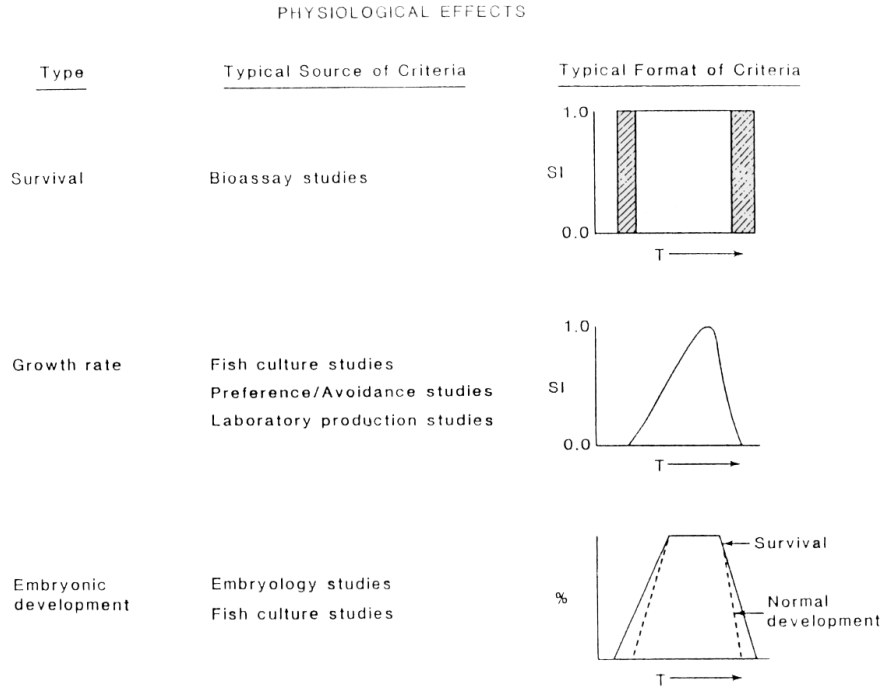 PHYSIOLOGICAL EFFECTS
Type Typical Source of Criteria Typical Format of Criteria
1.0
Survival Bioassay studies SI
0.0
T
1.0
Growth rate Fish culture studies
Preference/Avoidance studies SI
Laboratory production studies
0.0
T
Survival
Embryonic Embryology studies %
development Fish culture studies Normal
development
T